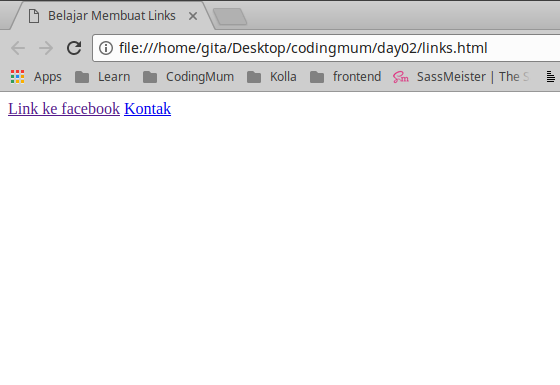 Belajar Membuat Links
file:///home/gita/Desktop/codingmum/day02/links.html
Apps Learn CodingMum Kolla frontend SassMeister | The S
Link ke facebook Kontak